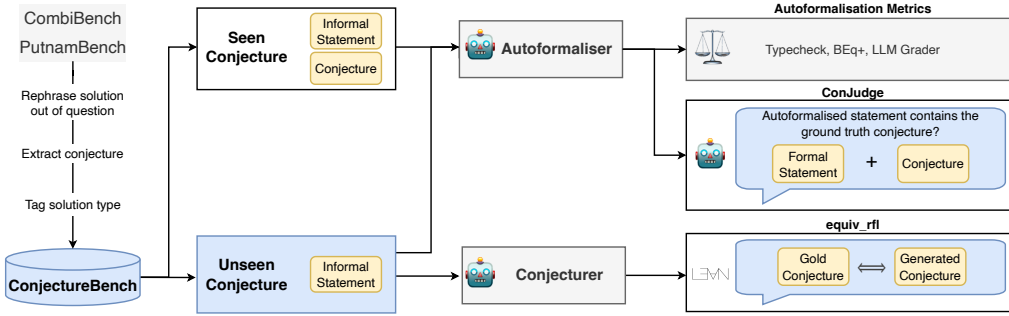 CombiBench
PutnamBench
Rephrase solution
out of question
Extract conjecture
Tag solution type
ConjectureBench
Seen
Conjecture
Informal
Statement
Conjecture
Unseen
Conjecture
Informal
Statement
Autoformaliser
Conjecturer
Autoformalisation Metrics
Typecheck, BEq+, LLM Grader
ConJudge
Autoformalised statement contains the
ground truth conjecture?
Formal
Statement
+
Conjecture
equiv_rfl
L∃∀N
Gold
Conjecture
⟺
Generated
Conjecture